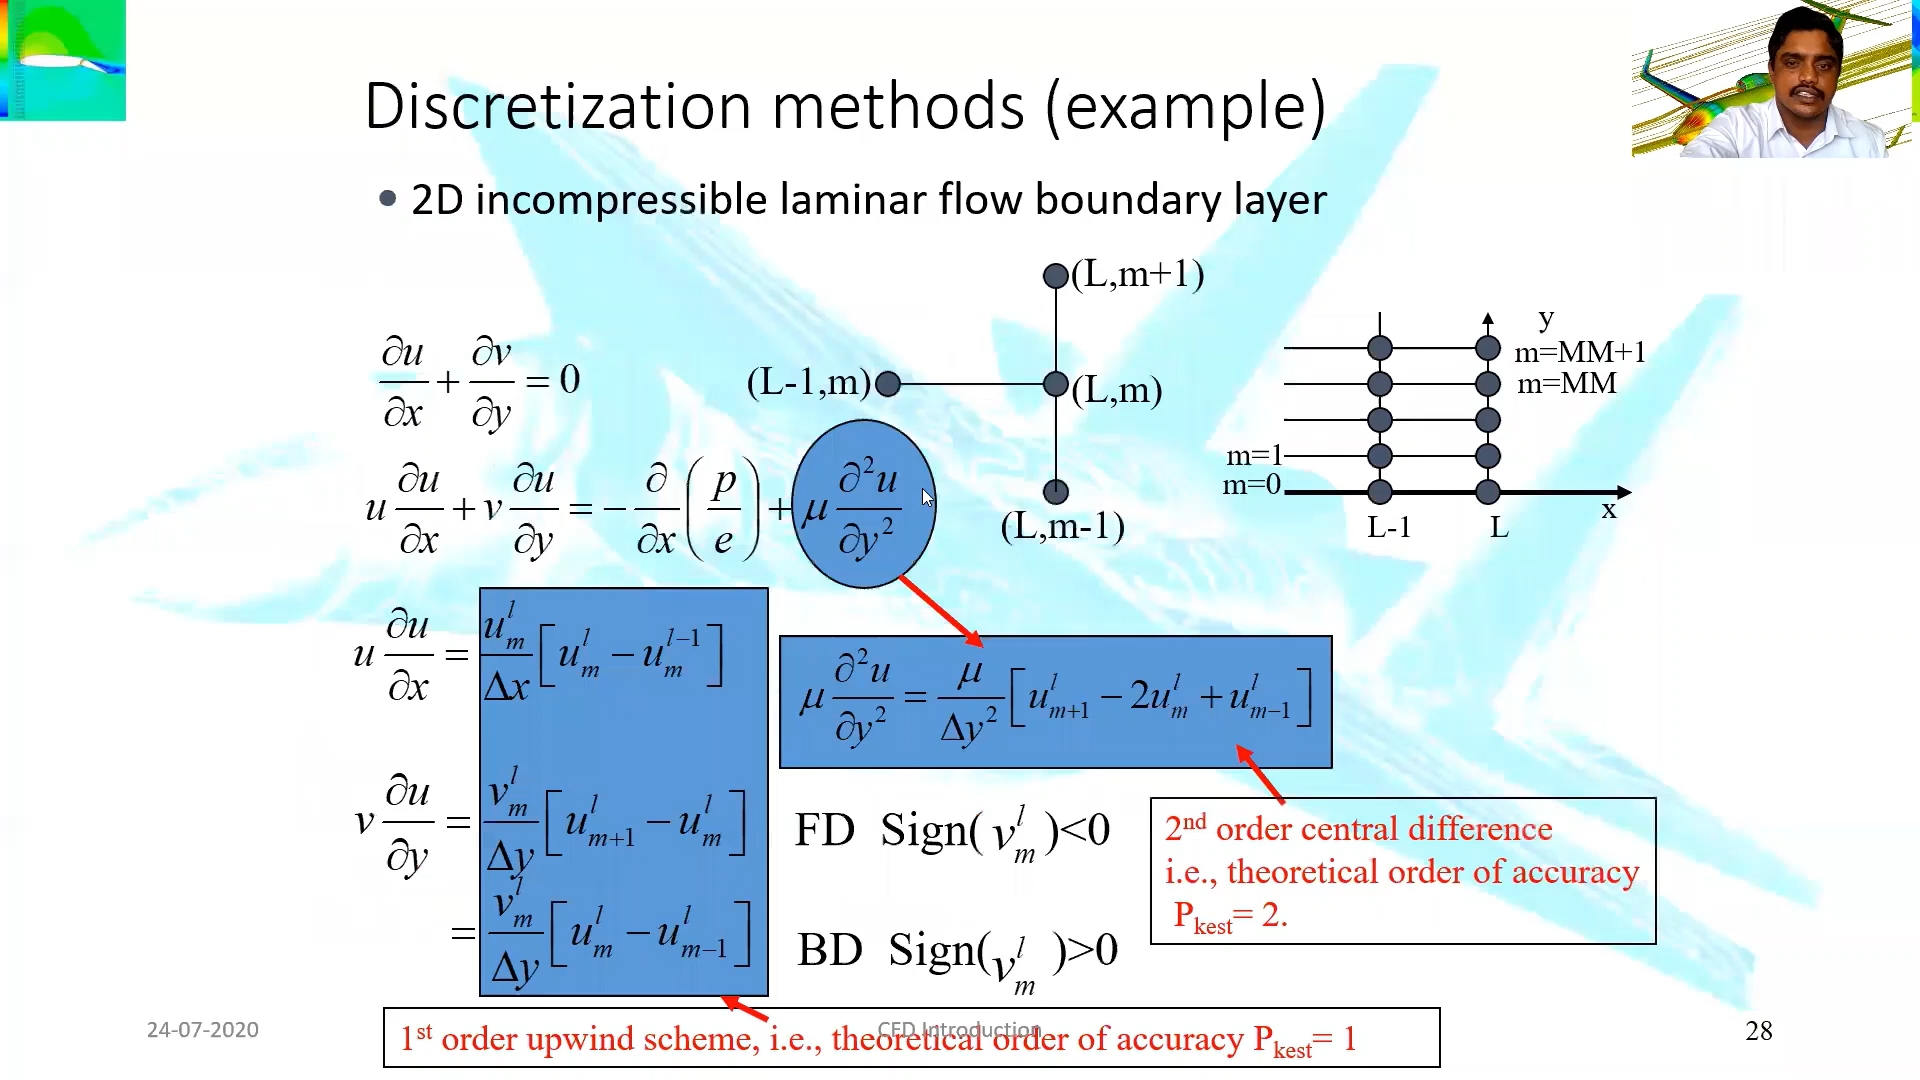 Discretization methods (example)
• 2D incompressible laminar flow boundary layer
(L,m+1)
(L-1,m)
(L,m)
(L,m-1)
y
m=MM+1
m=MM
m=1
m=0
x
L-1 L
∂u/∂x + ∂v/∂y = 0
u ∂u/∂x + v ∂u/∂y = − ∂/∂x (p/e) + μ ∂²u/∂y²
u ∂u/∂x = u_m^l/Δx [u_m^l − u_m^{l−1}]
μ ∂²u/∂y² = μ/Δy² [u_{m+1}^l − 2u_m^l + u_{m−1}^l]
v ∂u/∂y = v_m^l/Δy [u_{m+1}^l − u_m^l]
FD Sign(v_m^l)<0
= v_m^l/Δy [u_m^l − u_{m−1}^l]
BD Sign(v_m^l)>0
2nd order central difference
i.e., theoretical order of accuracy
P_kest= 2.
1st order upwind scheme, i.e., theoretical order of accuracy P_kest= 1
24-07-2020
CFD Introduction
28